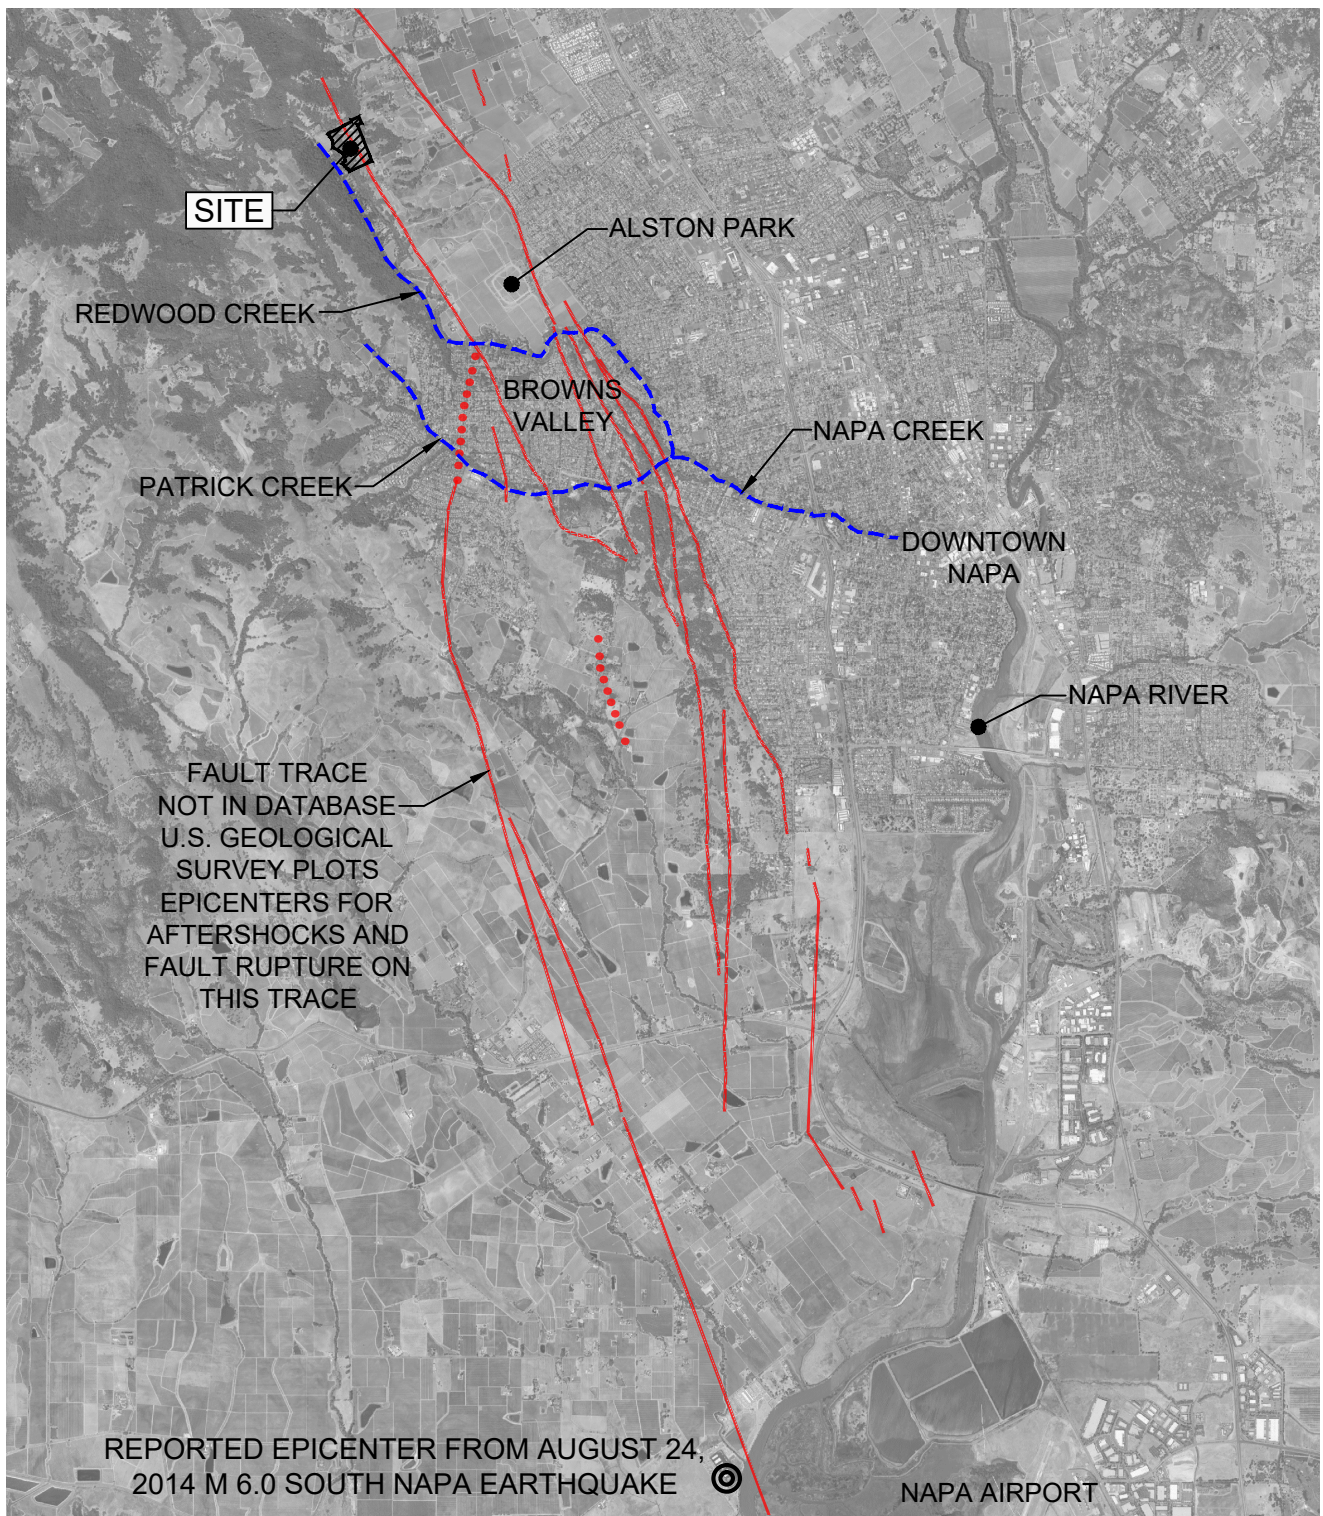 SITE
ALSTON PARK
REDWOOD CREEK
BROWNS
VALLEY
NAPA CREEK
PATRICK CREEK
DOWNTOWN
NAPA
NAPA RIVER
FAULT TRACE
NOT IN DATABASE
U.S. GEOLOGICAL
SURVEY PLOTS
EPICENTERS FOR
AFTERSHOCKS AND
FAULT RUPTURE ON
THIS TRACE
REPORTED EPICENTER FROM AUGUST 24,
2014 M 6.0 SOUTH NAPA EARTHQUAKE
NAPA AIRPORT